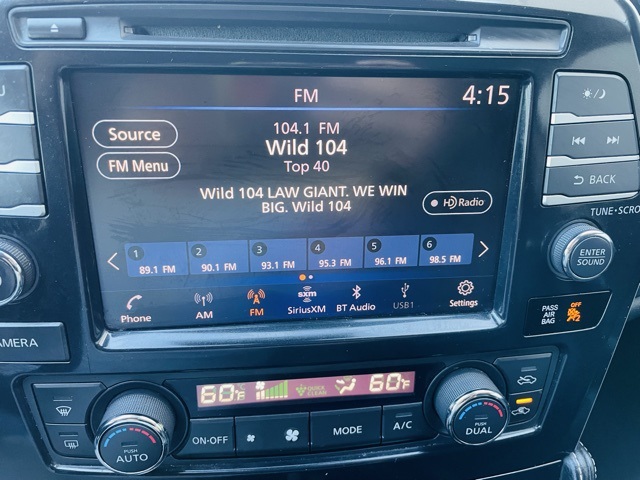 FM
4:15
Source
104.1 FM
Wild 104
FM Menu
Top 40
Wild 104 LAW GIANT. WE WIN
BIG. Wild 104
HD Radio
1 2 3 4 5 6
89.1 FM 90.1 FM 93.1 FM 95.3 FM 96.1 FM 98.5 FM
sxm
Phone AM FM SiriusXM BT Audio USB1 Settings
U
BACK
TUNE·SCRO
ENTER
SOUND
PASS
AIR
BAG
OFF
CAMERA
60°F
60°F
PUSH
AUTO
ON·OFF
MODE
A/C
PUSH
DUAL